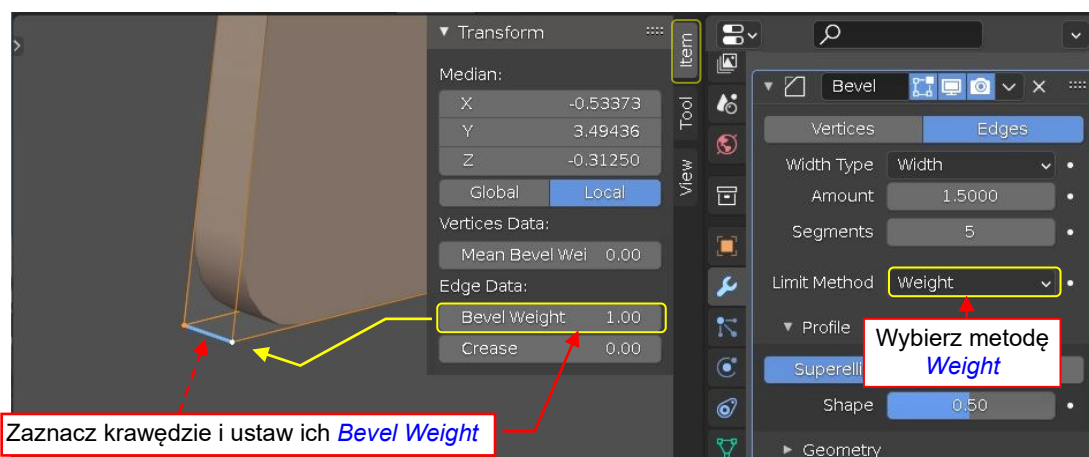 Transform
Median:
X -0.53373
Y 3.49436
Z -0.31250
Global Local
Vertices Data:
Mean Bevel Wei 0.00
Edge Data:
Bevel Weight 1.00
Crease 0.00
Item
Tool
View
Bevel
Vertices Edges
Width Type Width
Amount 1.5000
Segments 5
Limit Method Weight
Profile
Superelli
Shape 0.50
Geometry
Wybierz metodę
Weight
Zaznacz krawędzie i ustaw ich Bevel Weight